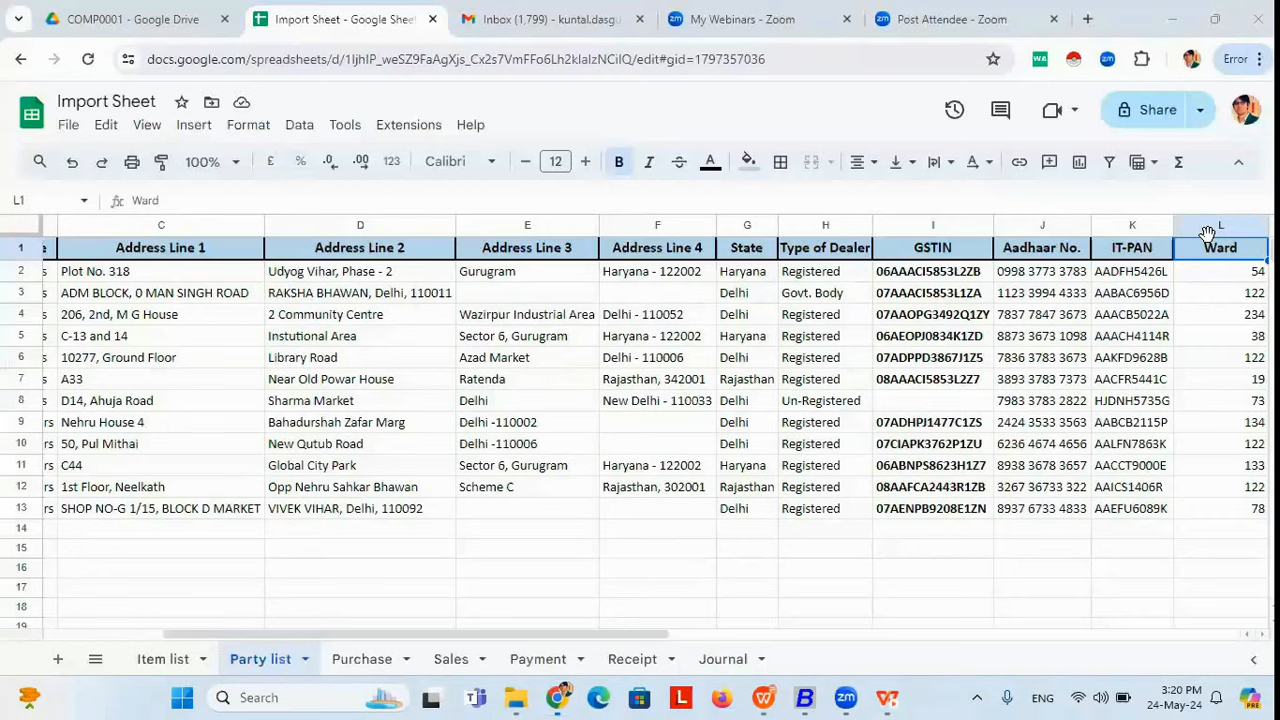 COMP0001 - Google Drive
Import Sheet - Google Shee
Inbox (1,799) - kuntal.dasg
My Webinars - Zoom
Post Attendee - Zoom
Error
Import Sheet
File Edit View Insert Format Data Tools Extensions Help
Share
100% £ % .0 .00 123 Calibri 12 B I
L1 fx Ward
C D E F G H I J K L
1 Address Line 1 Address Line 2 Address Line 3 Address Line 4 State Type of Dealer GSTIN Aadhaar No. IT-PAN Ward
2 s Plot No. 318 Udyog Vihar, Phase - 2 Gurugram Haryana - 122002 Haryana Registered 06AAACI5853L2ZB 0998 3773 3783 AADFH5426L 54
3 s ADM BLOCK, 0 MAN SINGH ROAD RAKSHA BHAWAN, Delhi, 110011 Delhi Govt. Body 07AAACI5853L1ZA 1123 3994 4333 AABAC6956D 122
4 s 206, 2nd, M G House 2 Community Centre Wazirpur Industrial Area Delhi - 110052 Delhi Registered 07AAOPG3492Q1ZY 7837 7847 3673 AAACB5022A 234
5 s C-13 and 14 Instutional Area Sector 6, Gurugram Haryana - 122002 Haryana Registered 06AEOPJ0834K1ZD 8873 3673 1098 AAACH4114R 38
6 s 10277, Ground Floor Library Road Azad Market Delhi - 110006 Delhi Registered 07ADPPD3867J1Z5 7836 3783 3673 AAKFD9628B 122
7 s A33 Near Old Powar House Ratenda Rajasthan, 342001 Rajasthan Registered 08AAACI5853L2Z7 3893 3783 7373 AACFR5441C 19
8 s D14, Ahuja Road Sharma Market Delhi New Delhi - 110033 Delhi Un-Registered 7983 3783 2822 HJDNH5735G 73
9 rs Nehru House 4 Bahadurshah Zafar Marg Delhi -110002 Delhi Registered 07ADHPJ1477C1ZS 2424 3533 3563 AABCB2115P 134
10 rs 50, Pul Mithai New Qutub Road Delhi -110006 Delhi Registered 07CIAPK3762P1ZU 6236 4674 4656 AALFN7863K 122
11 rs C44 Global City Park Sector 6, Gurugram Haryana - 122002 Haryana Registered 06ABNPS8623H1Z7 8938 3678 3657 AACCT9000E 133
12 rs 1st Floor, Neelkath Opp Nehru Sahkar Bhawan Scheme C Rajasthan, 302001 Rajasthan Registered 08AAFCA2443R1ZB 3267 36733 322 AAICS1406R 122
13 rs SHOP NO-G 1/15, BLOCK D MARKET VIVEK VIHAR, Delhi, 110092 Delhi Registered 07AENPB9208E1ZN 8937 6733 4833 AAEFU6089K 78
14
15
16
17
18
19
Item list Party list Purchase Sales Payment Receipt Journal
Search
ENG
3:20 PM
24-May-24